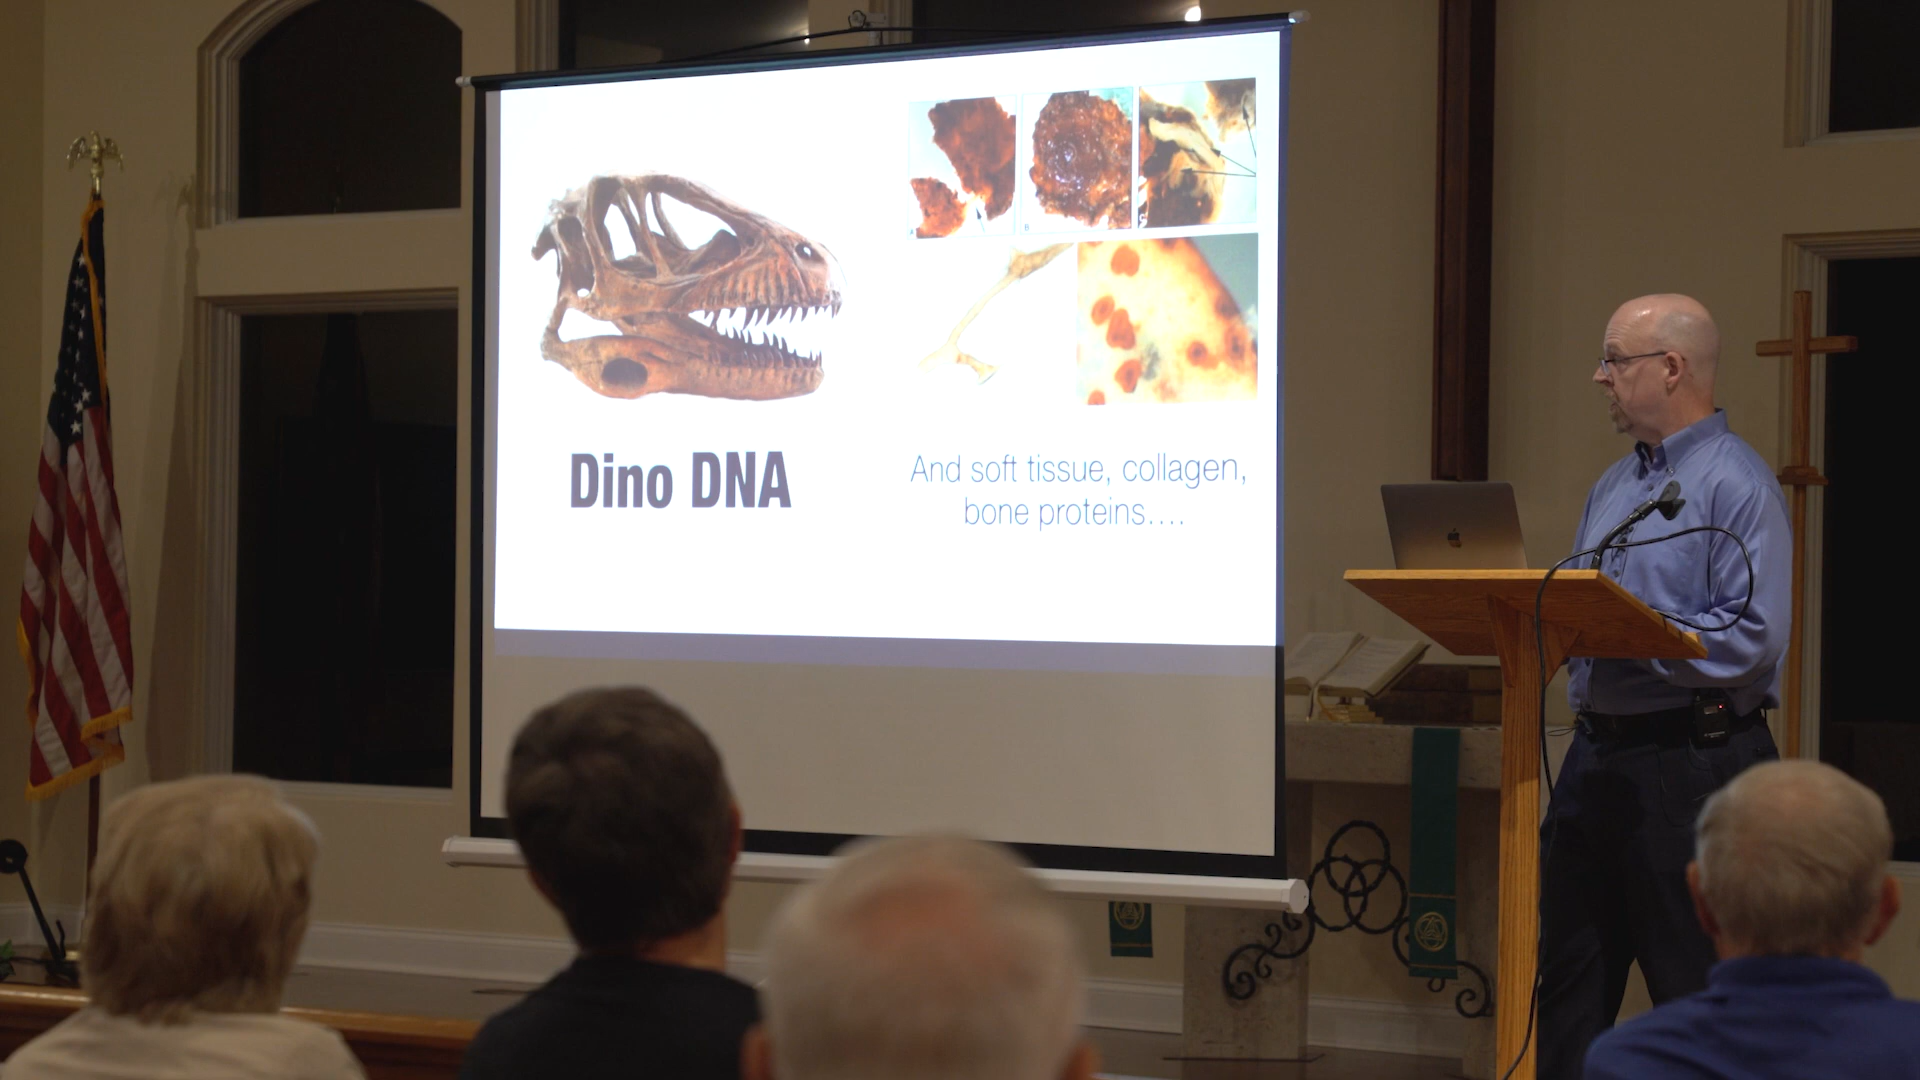 Dino DNA
And soft tissue, collagen,
bone proteins....